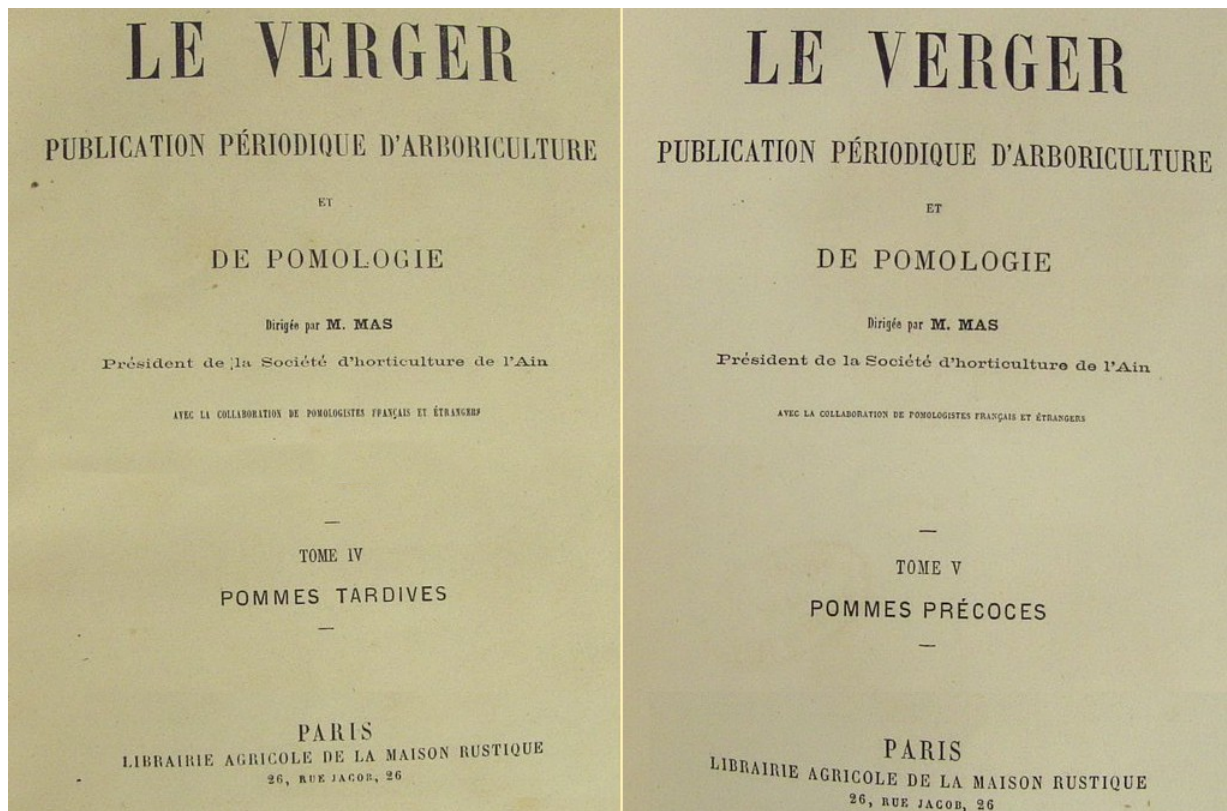 LE VERGER
PUBLICATION PÉRIODIQUE D'ARBORICULTURE
ET
DE POMOLOGIE
Dirigée par M. MAS
Président de la Société d'horticulture de l'Ain
AVEC LA COLLABORATION DE POMOLOGISTES FRANÇAIS ET ÉTRANGERS
TOME IV
POMMES TARDIVES
PARIS
LIBRAIRIE AGRICOLE DE LA MAISON RUSTIQUE
26, RUE JACOB, 26
LE VERGER
PUBLICATION PÉRIODIQUE D'ARBORICULTURE
ET
DE POMOLOGIE
Dirigée par M. MAS
Président de la Société d'horticulture de l'Ain
AVEC LA COLLABORATION DE POMOLOGISTES FRANÇAIS ET ÉTRANGERS
TOME V
POMMES PRÉCOCES
PARIS
LIBRAIRIE AGRICOLE DE LA MAISON RUSTIQUE
26, RUE JACOB, 26